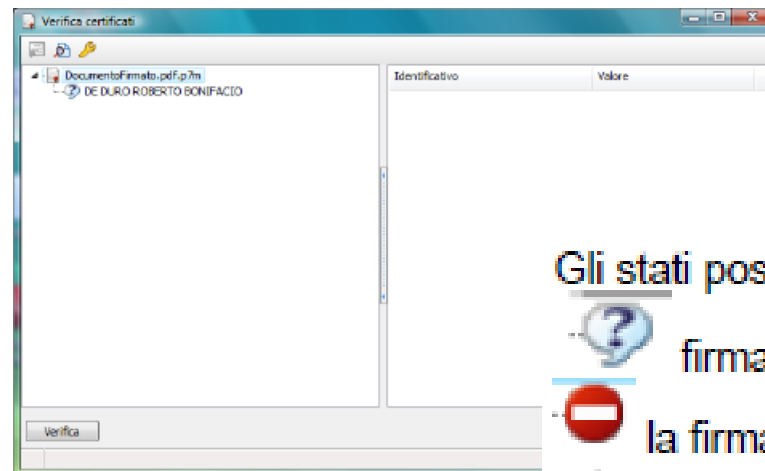 Verifica certificati
DocumentoFirmato.pdf.p7m
DE DURO ROBERTO BONIFACIO
Identificativo Valore
Gli stati pos
firma
la firma
Verifica